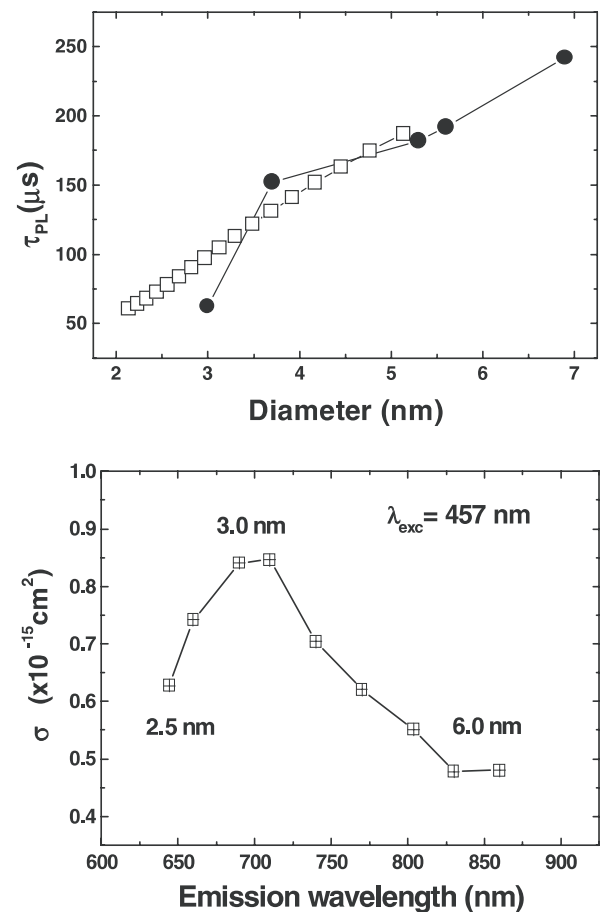 250
200
150
100
50
τPL(μs)
2 3 4 5 6 7
Diameter (nm)
1.0
0.9
0.8
0.7
0.6
0.5
0.4
σ (x10⁻¹⁵cm²)
3.0 nm
λexc= 457 nm
2.5 nm
6.0 nm
600 650 700 750 800 850 900
Emission wavelength (nm)